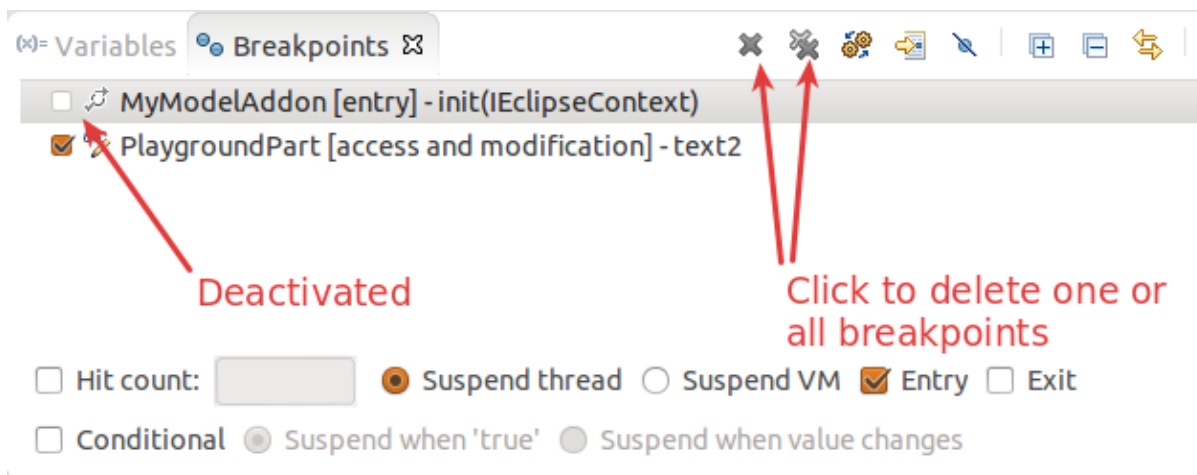 (x)= Variables Breakpoints
MyModelAddon [entry] - init(IEclipseContext)
PlaygroundPart [access and modification] - text2
Deactivated
Click to delete one or
all breakpoints
Hit count: Suspend thread Suspend VM Entry Exit
Conditional Suspend when 'true' Suspend when value changes